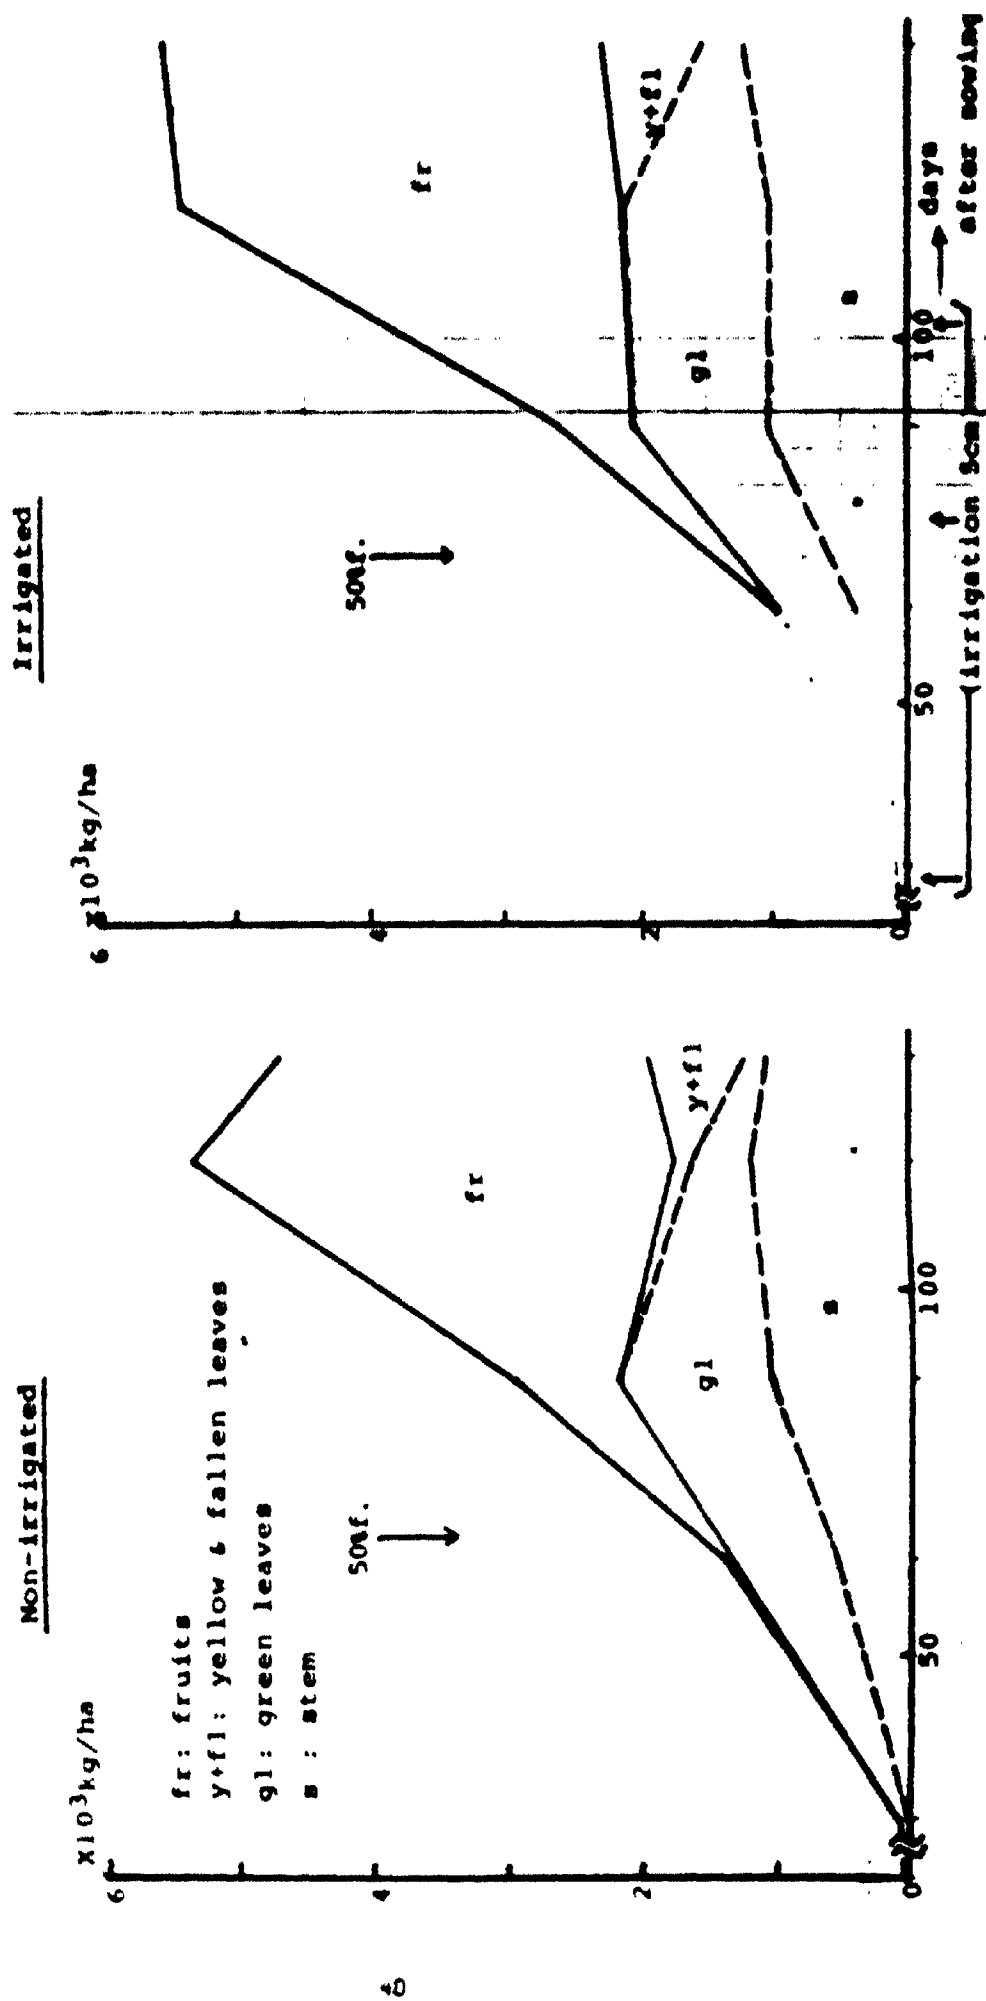 Non-irrigated
X10³kg/ha
6
4
2
0
fr: fruits
y+fl: yellow & fallen leaves
gl: green leaves
s : stem
50%f.
fr
y+fl
gl
s
50
100
Irrigated
x10³kg/ha
6
4
2
0
50%f.
fr
y+fl
gl
s
50
100
days
after sowing
(irrigation 5cm)
8